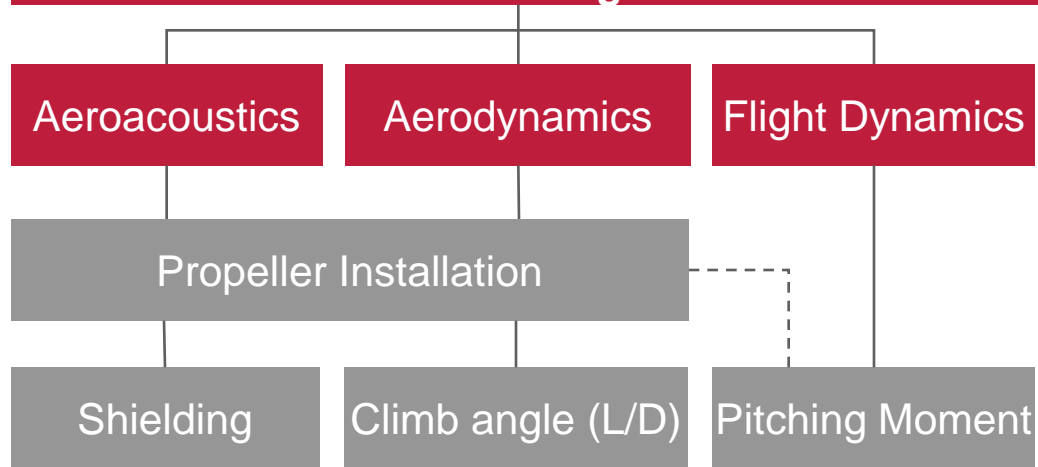 Aeroacoustics
Aerodynamics
Flight Dynamics
Propeller Installation
Shielding
Climb angle (L/D)
Pitching Moment